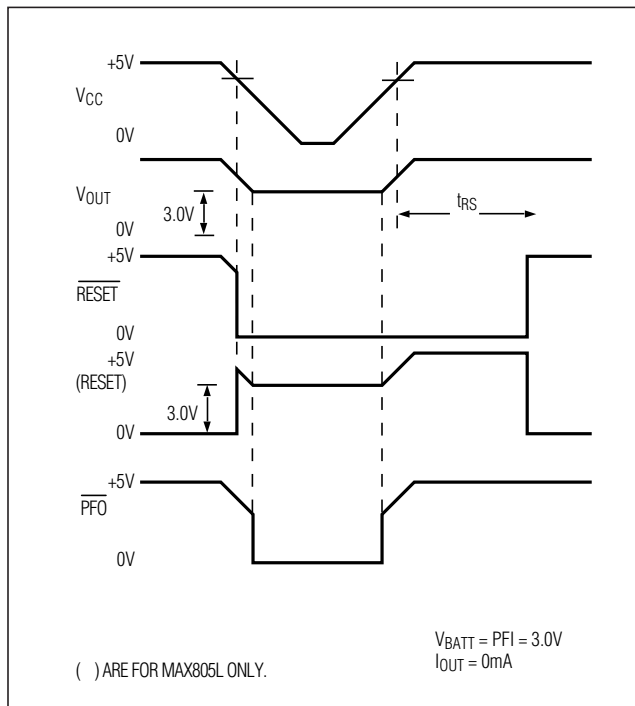 +5V
VCC
0V
VOUT
3.0V
0V
tRS
+5V
RESET
0V
+5V
(RESET)
3.0V
0V
+5V
PFO
0V
VBATT = PFI = 3.0V
IOUT = 0mA
( ) ARE FOR MAX805L ONLY.